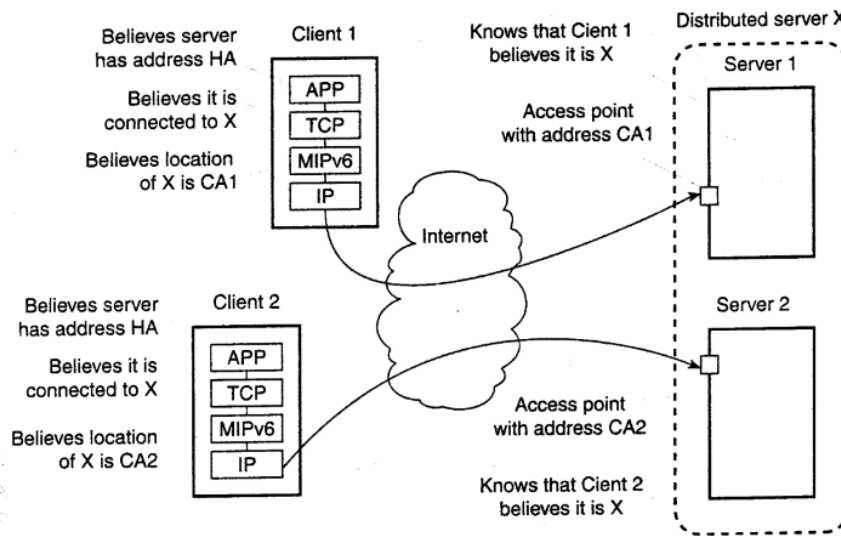 Believes server
has address HA
Client 1
Knows that Cient 1
believes it is X
Distributed server X
Server 1
APP
Believes it is
connected to X
TCP
Access point
with address CA1
Believes location
of X is CA1
MIPv6
IP
Internet
Believes server
has address HA
Client 2
Server 2
APP
Believes it is
connected to X
TCP
MIPv6
Believes location
of X is CA2
IP
Access point
with address CA2
Knows that Cient 2
believes it is X